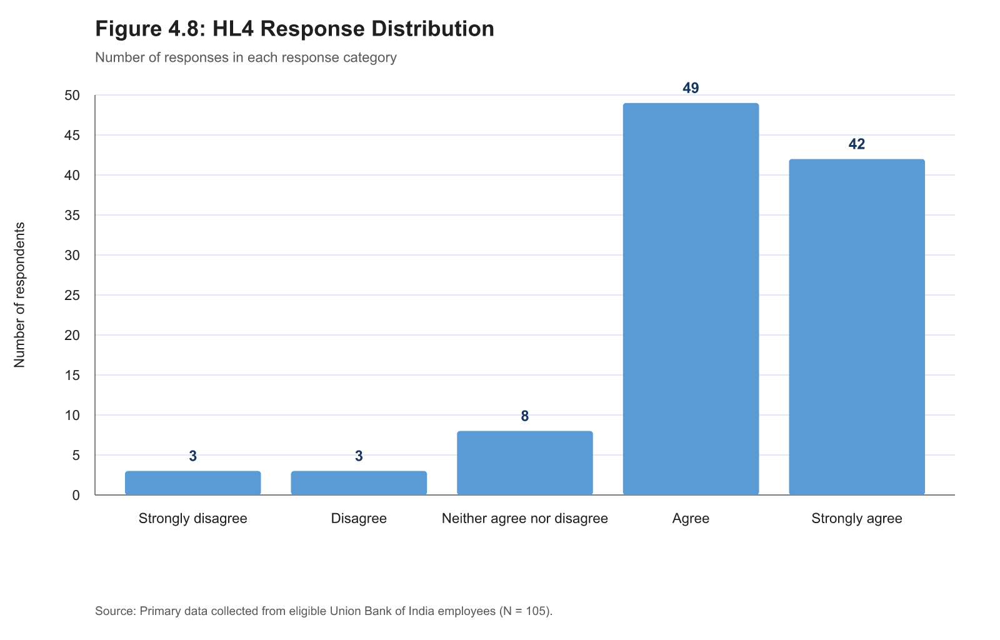 Figure 4.8: HL4 Response Distribution
Number of responses in each response category
Number of respondents
50
45
40
35
30
25
20
15
10
5
0
3
3
8
49
42
Strongly disagree
Disagree
Neither agree nor disagree
Agree
Strongly agree
Source: Primary data collected from eligible Union Bank of India employees (N = 105).